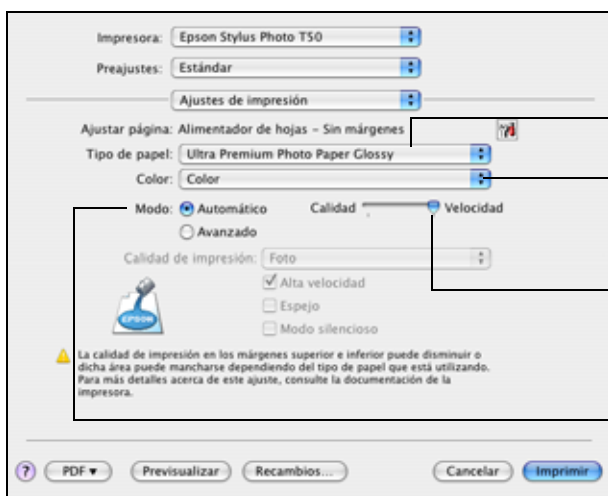 Impresora: Epson Stylus Photo T50
Preajustes: Estándar
Ajustes de impresión
Ajustar página: Alimentador de hojas - Sin márgenes
Tipo de papel: Ultra Premium Photo Paper Glossy
Color: Color
Modo: Automático Calidad Velocidad
Avanzado
Calidad de impresión: Foto
Alta velocidad
Espejo
Modo silencioso
EPSON
La calidad de impresión en los márgenes superior e inferior puede disminuir o
dicha área puede mancharse dependiendo del tipo de papel que está utilizando.
Para más detalles acerca de este ajuste, consulte la documentación de la
impresora.
? PDF▼ Previsualizar Recambios... Cancelar Imprimir